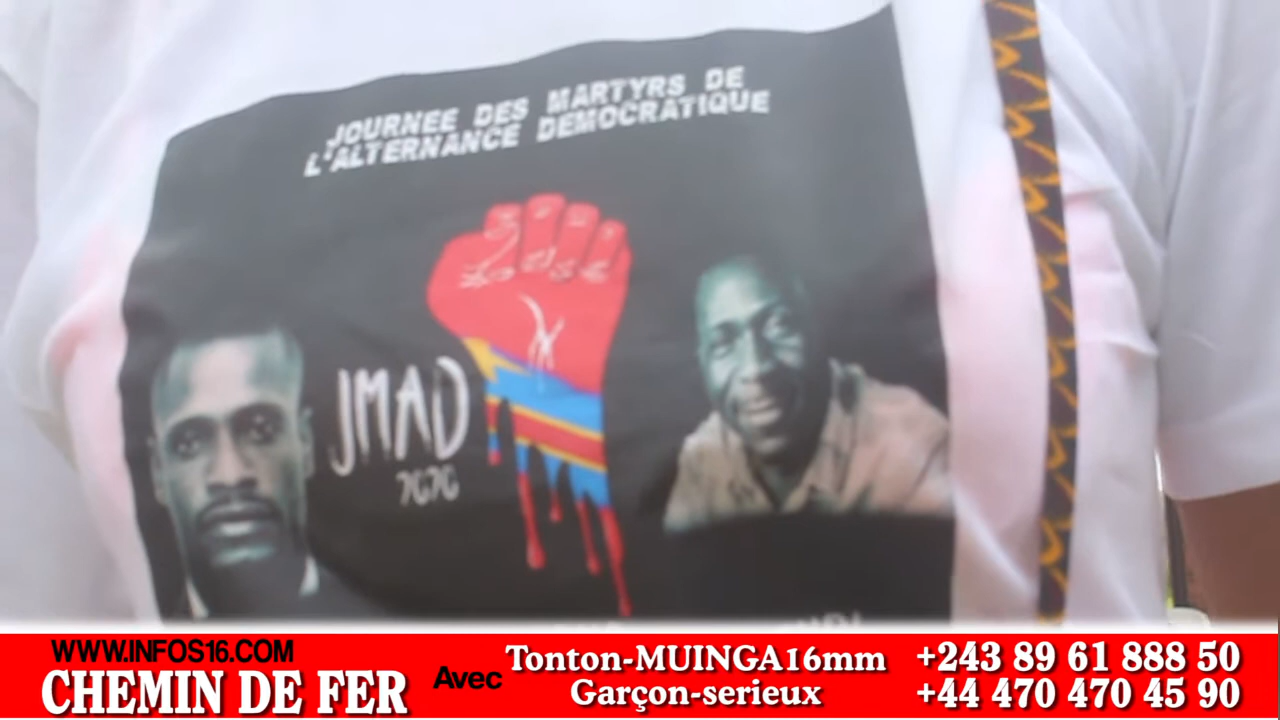 JOURNEE DES MARTYRS DE
L'ALTERNANCE DEMOCRATIQUE
JMAD
2020
WWW.INFOS16.COM
CHEMIN DE FER
Avec
Tonton-MUINGA16mm
Garçon-serieux
+243 89 61 888 50
+44 470 470 45 90